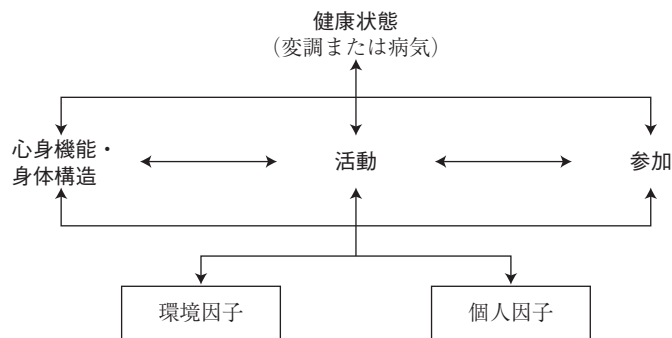 健康状態
（変調または病気）
心身機能・
身体構造
活動
参加
環境因子
個人因子